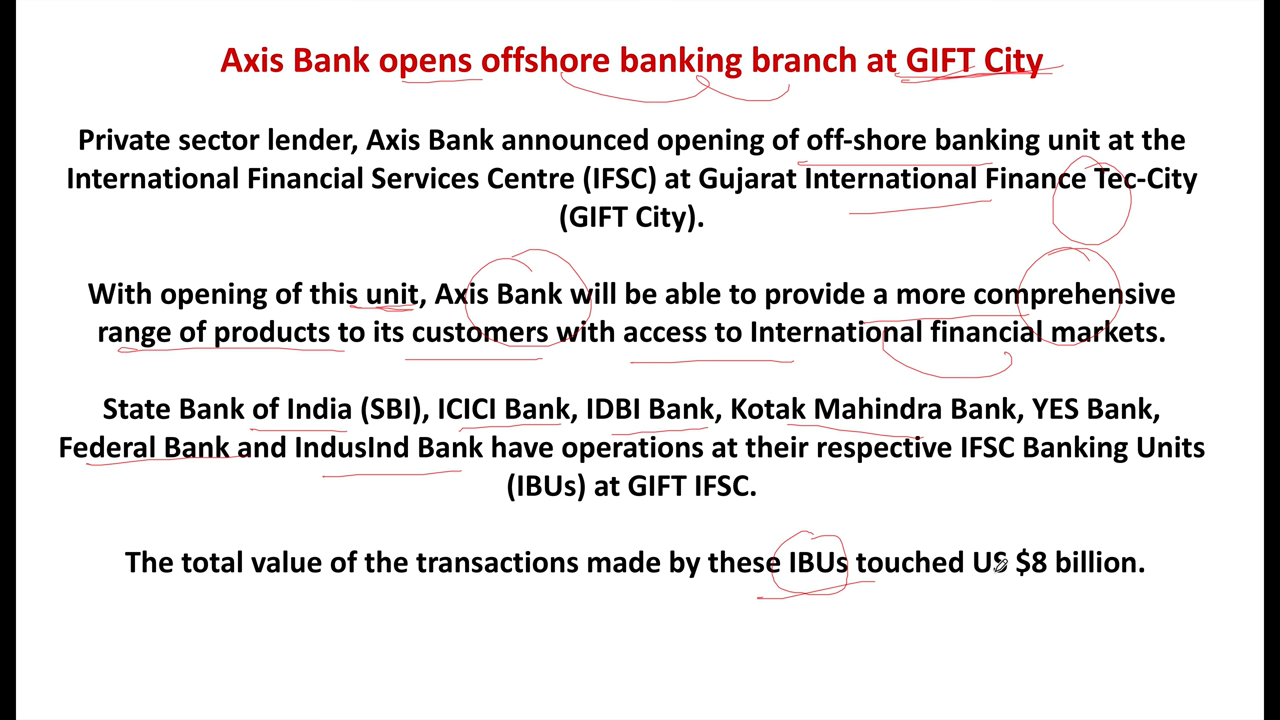 Axis Bank opens offshore banking branch at GIFT City
Private sector lender, Axis Bank announced opening of off-shore banking unit at the
International Financial Services Centre (IFSC) at Gujarat International Finance Tec-City
(GIFT City).
With opening of this unit, Axis Bank will be able to provide a more comprehensive
range of products to its customers with access to International financial markets.
State Bank of India (SBI), ICICI Bank, IDBI Bank, Kotak Mahindra Bank, YES Bank,
Federal Bank and IndusInd Bank have operations at their respective IFSC Banking Units
(IBUs) at GIFT IFSC.
The total value of the transactions made by these IBUs touched US $8 billion.